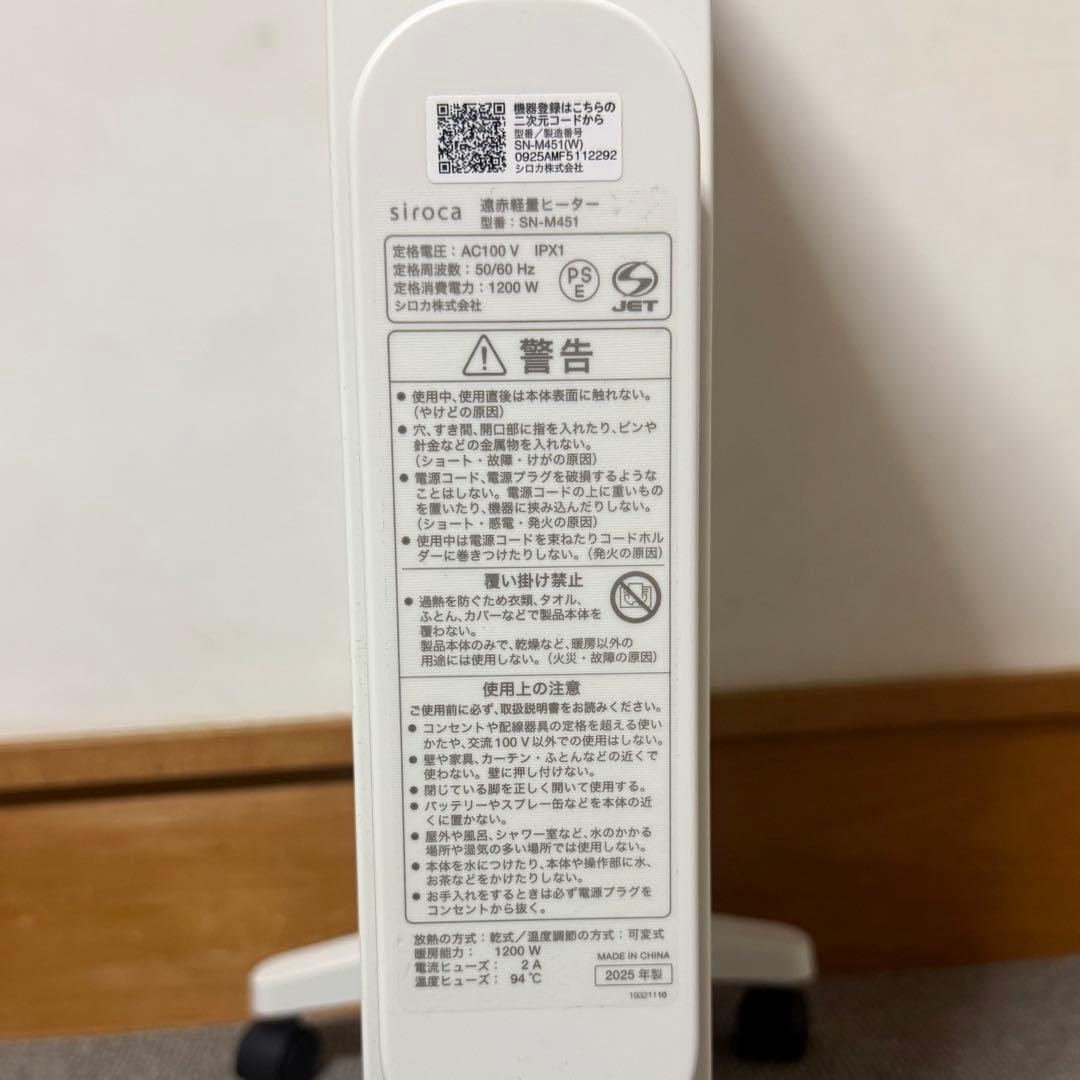 機器登録はこちらの
二次元コードから
型番／製造番号
SN-M451(W)
0925AMF5112292
シロカ株式会社
siroca 遠赤軽量ヒーター
型番：SN-M451
定格電圧：AC100 V IPX1
定格周波数：50/60 Hz
定格消費電力：1200 W
シロカ株式会社
PS
E
JET
警告
● 使用中、使用直後は本体表面に触れない。
（やけどの原因）
● 穴、すき間、開口部に指を入れたり、ピンや
針金などの金属物を入れない。
（ショート・故障・けがの原因）
● 電源コード、電源プラグを破損するような
ことはしない。電源コードの上に重いもの
を置いたり、機器に挟み込んだりしない。
（ショート・感電・発火の原因）
● 使用中は電源コードを束ねたりコードホル
ダーに巻きつけたりしない。（発火の原因）
覆い掛け禁止
● 過熱を防ぐため衣類、タオル、
ふとん、カバーなどで製品本体を
覆わない。
製品本体のみで、乾燥など、暖房以外の
用途には使用しない。（火災・故障の原因）
使用上の注意
ご使用前に必ず、取扱説明書をお読みください。
● コンセントや配線器具の定格を超える使い
かたや、交流100 V以外での使用はしない。
● 壁や家具、カーテン・ふとんなどの近くで
使わない。壁に押し付けない。
● 閉じている脚を正しく開いて使用する。
● バッテリーやスプレー缶などを本体の近
くに置かない。
● 屋外や風呂、シャワー室など、水のかかる
場所や湿気の多い場所では使用しない。
● 本体を水につけたり、本体や操作部に水、
お茶などをかけたりしない。
● お手入れをするときは必ず電源プラグを
コンセントから抜く。
放熱の方式：乾式／温度調節の方式：可変式
暖房能力： 1200 W
電流ヒューズ： 2 A
温度ヒューズ： 94 ℃
MADE IN CHINA
2025 年製
19321110